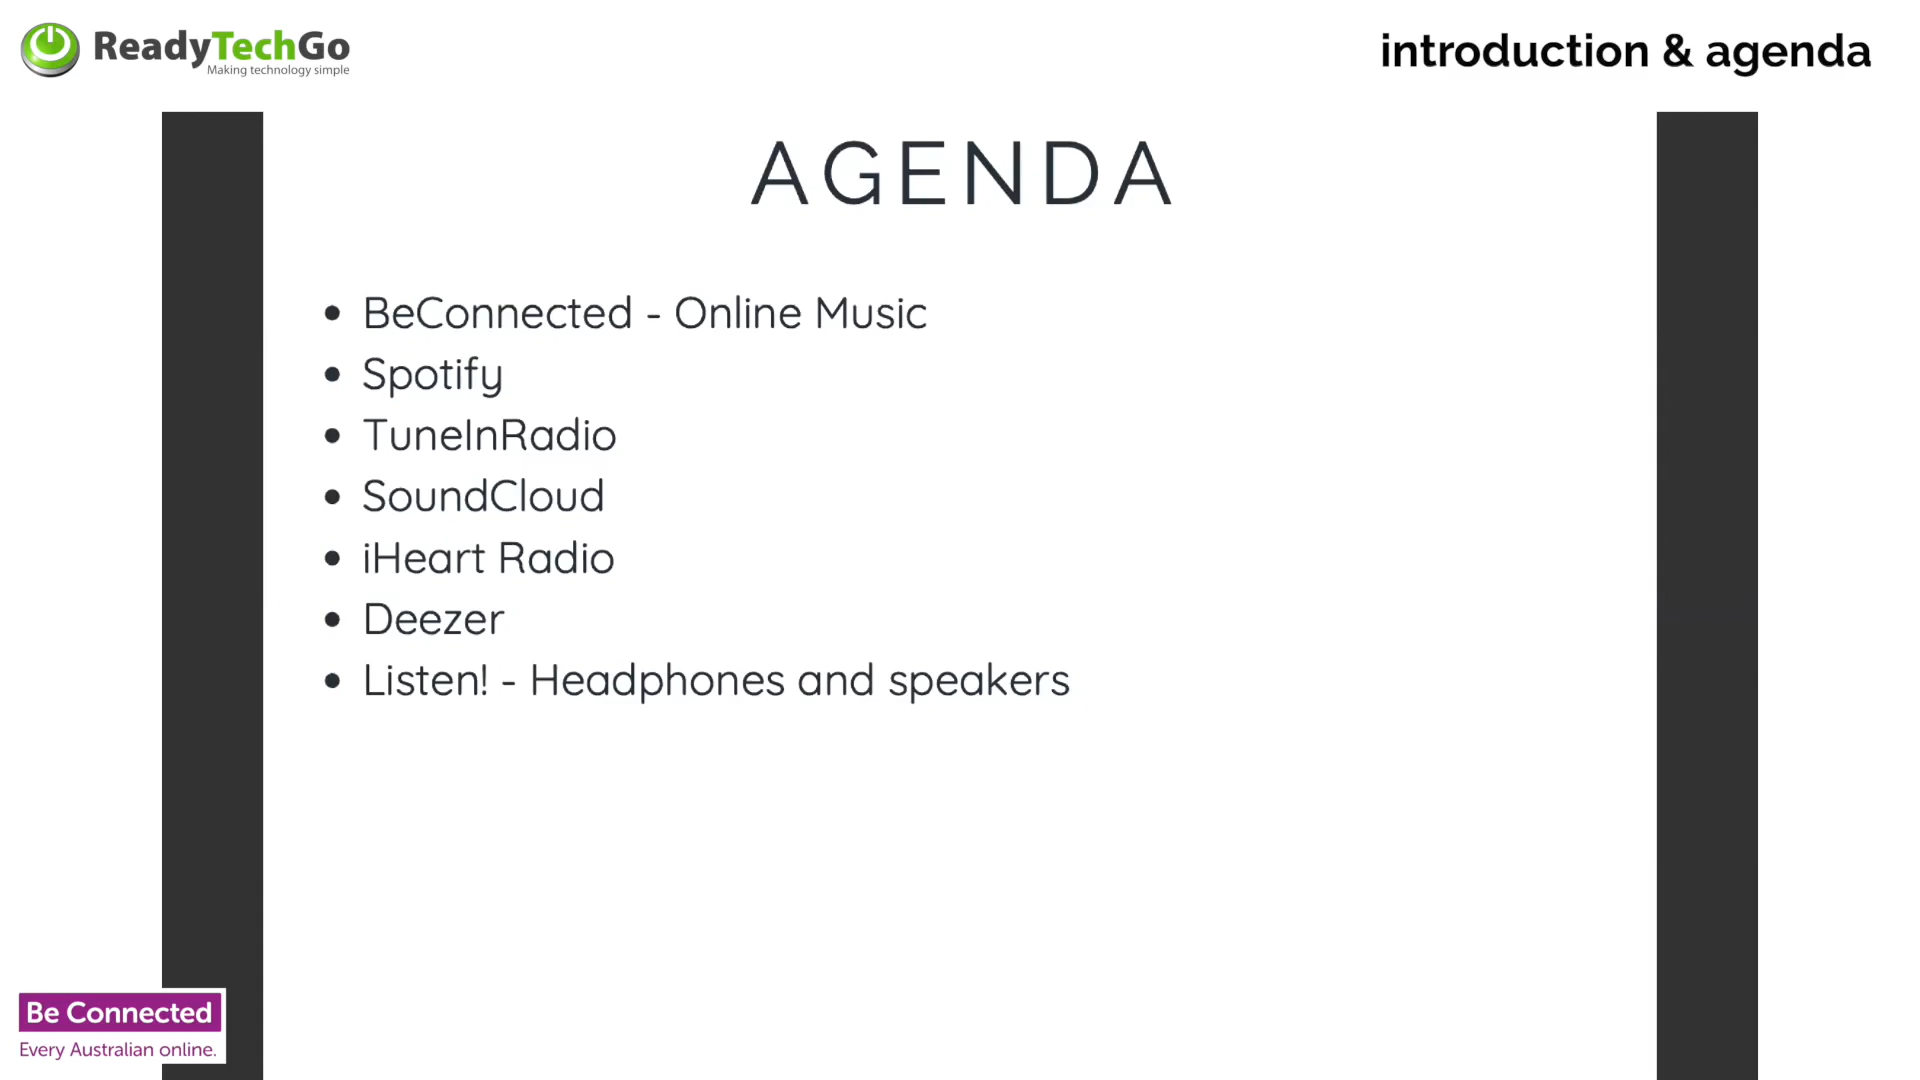 ReadyTechGo
Making technology simple
introduction & agenda
AGENDA
• BeConnected - Online Music
• Spotify
• TuneInRadio
• SoundCloud
• iHeart Radio
• Deezer
• Listen! - Headphones and speakers
Be Connected
Every Australian online.